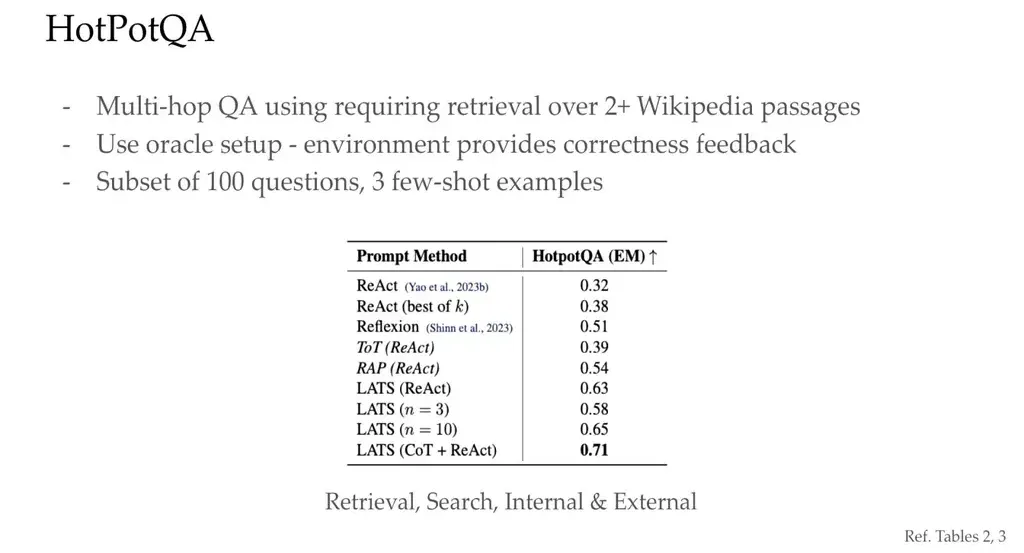 HotPotQA
- Multi-hop QA using requiring retrieval over 2+ Wikipedia passages
- Use oracle setup - environment provides correctness feedback
- Subset of 100 questions, 3 few-shot examples
Prompt Method HotpotQA (EM) ↑
ReAct (Yao et al., 2023b) 0.32
ReAct (best of k) 0.38
Reflexion (Shinn et al., 2023) 0.51
ToT (ReAct) 0.39
RAP (ReAct) 0.54
LATS (ReAct) 0.63
LATS (n = 3) 0.58
LATS (n = 10) 0.65
LATS (CoT + ReAct) 0.71
Retrieval, Search, Internal & External
Ref. Tables 2, 3